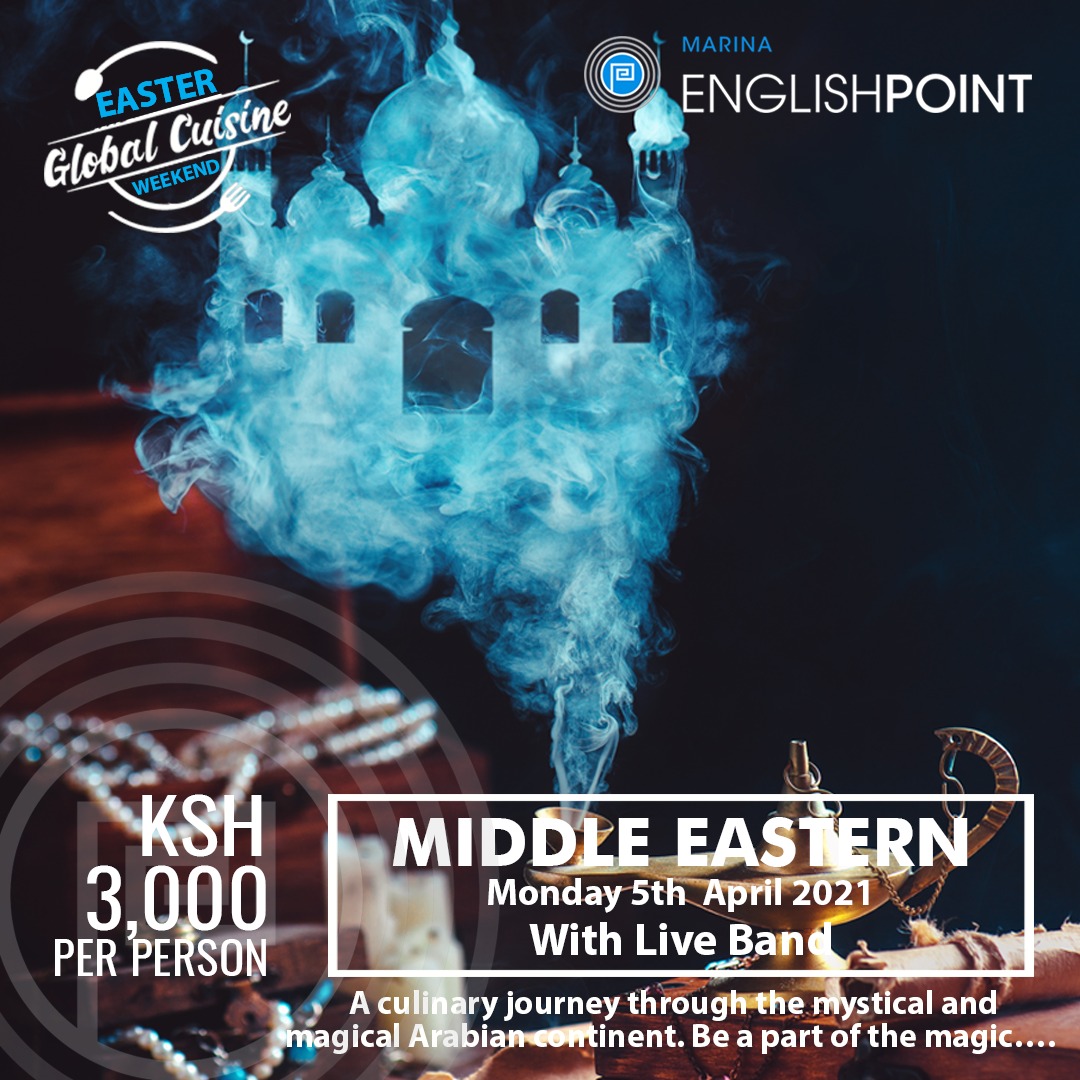 EASTER
Global Cuisine
WEEKEND
MARINA
ENGLISHPOINT
KSH
3,000
PER PERSON
MIDDLE EASTERN
Monday 5th April 2021
With Live Band
A culinary journey through the mystical and
magical Arabian continent. Be a part of the magic....